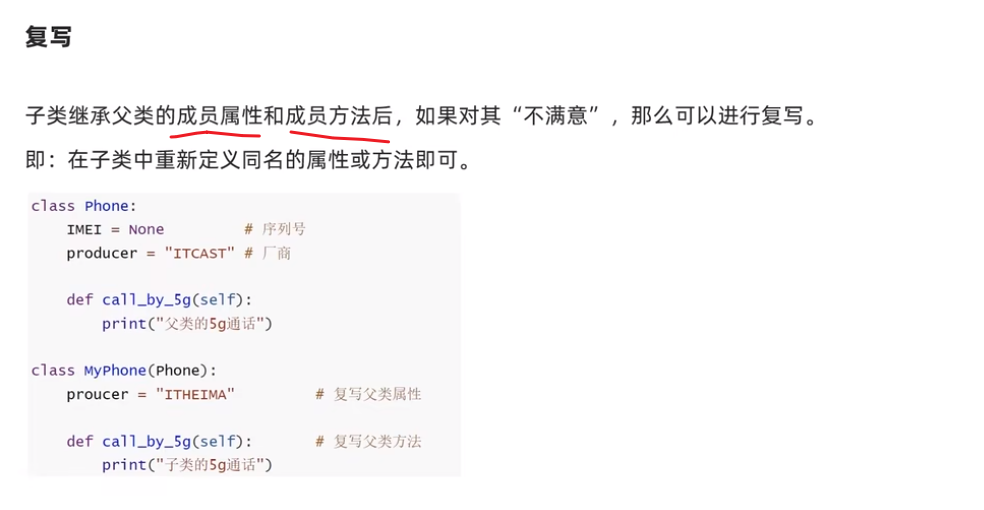 复写
子类继承父类的成员属性和成员方法后，如果对其“不满意”，那么可以进行复写。
即：在子类中重新定义同名的属性或方法即可。
class Phone:
    IMEI = None         # 序列号
    producer = "ITCAST" # 厂商
    def call_by_5g(self):
        print("父类的5g通话")
class MyPhone(Phone):
    proucer = "ITHEIMA"         # 复写父类属性
    def call_by_5g(self):       # 复写父类方法
        print("子类的5g通话")